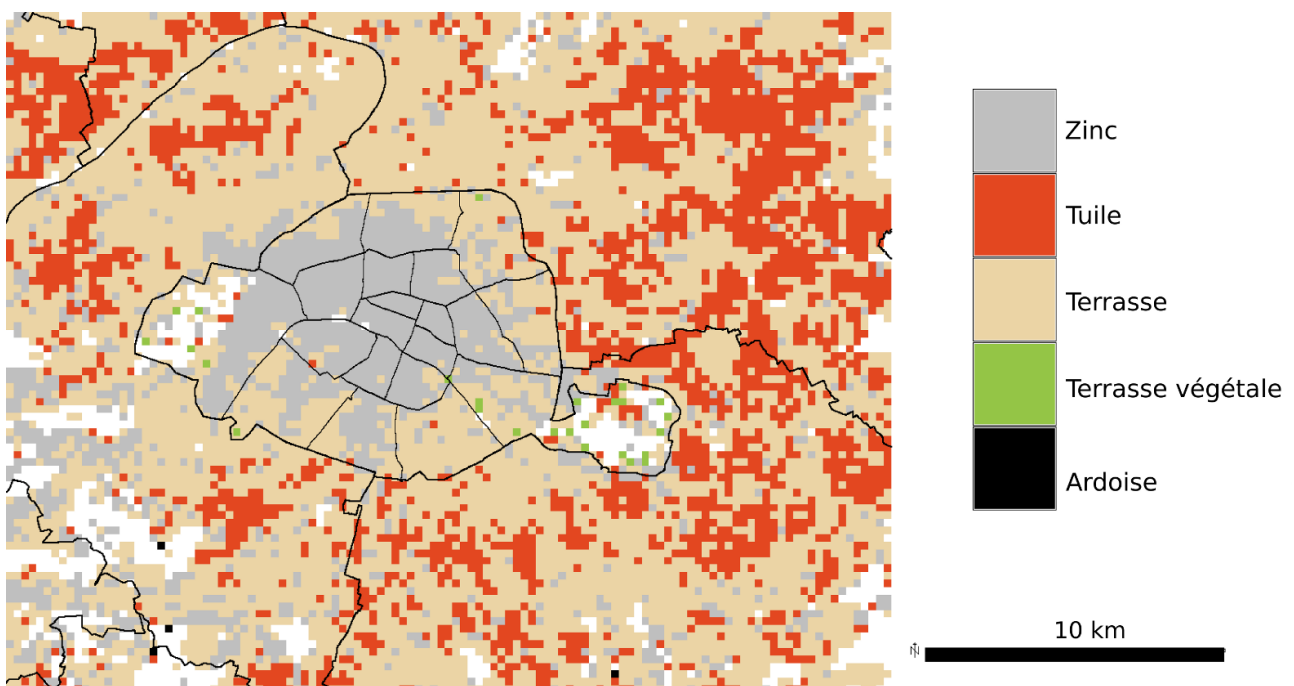 Zinc
Tuile
Terrasse
Terrasse végétale
Ardoise
10 km
N